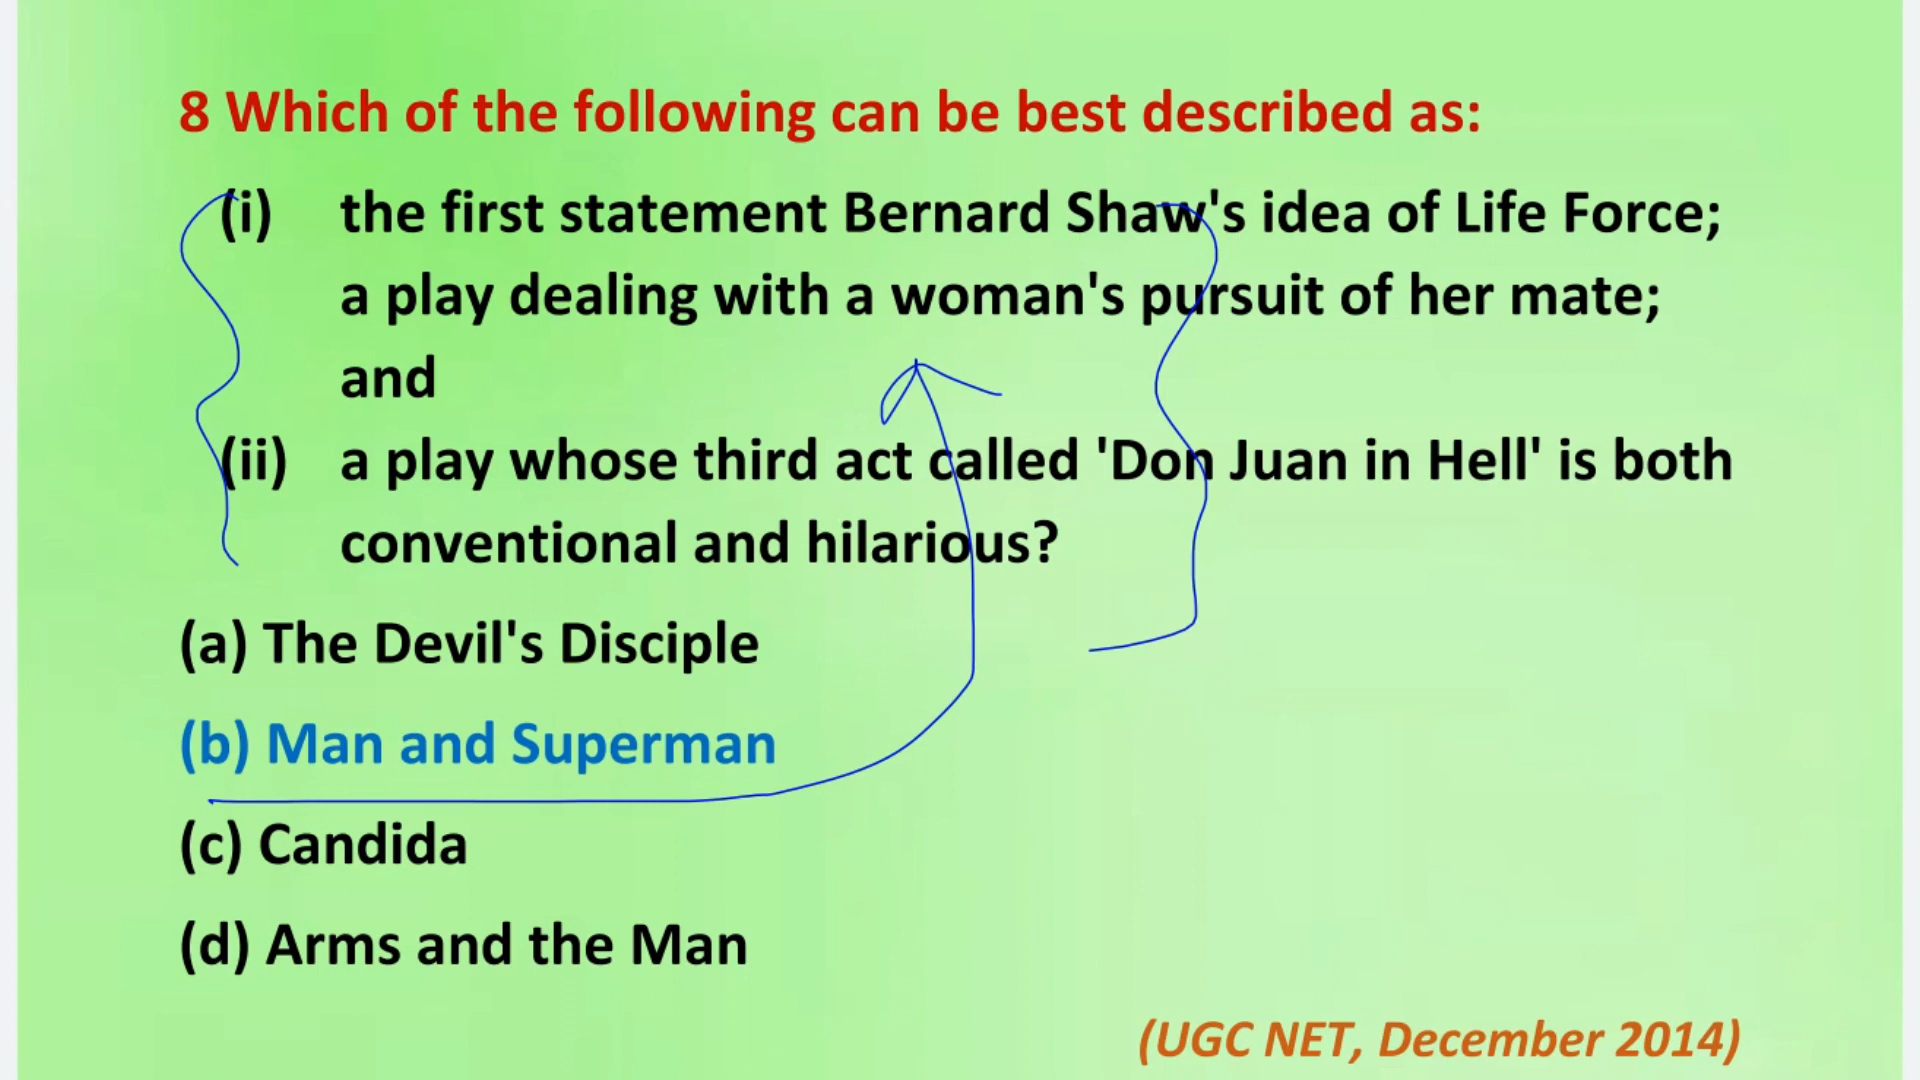 8 Which of the following can be best described as:
(i) the first statement Bernard Shaw's idea of Life Force;
a play dealing with a woman's pursuit of her mate;
and
(ii) a play whose third act called 'Don Juan in Hell' is both
conventional and hilarious?
(a) The Devil's Disciple
(b) Man and Superman
(c) Candida
(d) Arms and the Man
(UGC NET, December 2014)